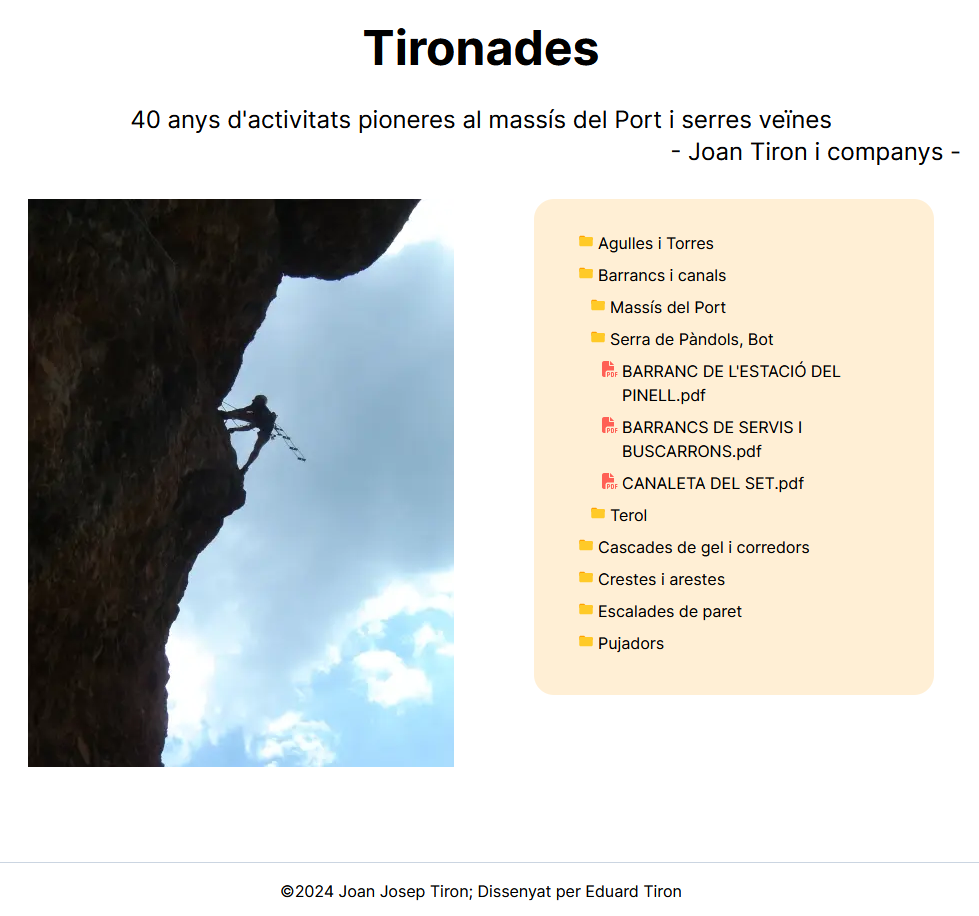 Tironades
40 anys d'activitats pioneres al massís del Port i serres veïnes
- Joan Tiron i companys -
Agulles i Torres
Barrancs i canals
Massís del Port
Serra de Pàndols, Bot
BARRANC DE L'ESTACIÓ DEL
PINELL.pdf
BARRANCS DE SERVIS I
BUSCARRONS.pdf
CANALETA DEL SET.pdf
Terol
Cascades de gel i corredors
Crestes i arestes
Escalades de paret
Pujadors
©2024 Joan Josep Tiron; Dissenyat per Eduard Tiron